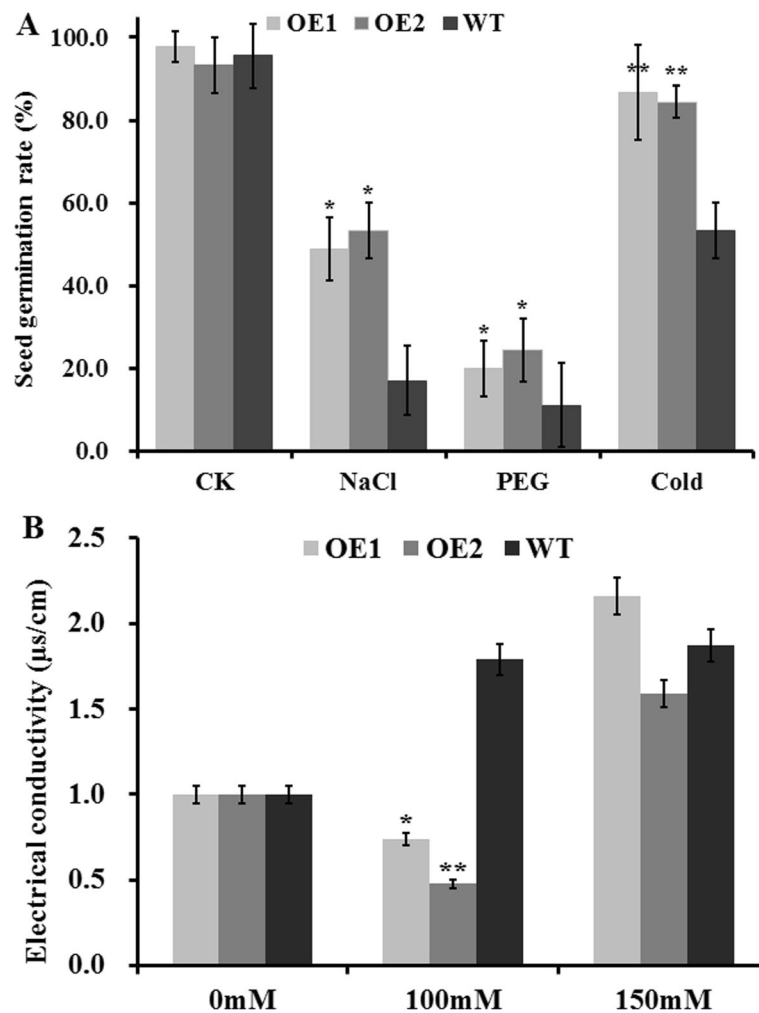 A
OE1 OE2 WT
Seed germination rate (%)
100.0
80.0
60.0
40.0
20.0
0.0
** **
* *
* *
CK NaCl PEG Cold
B
OE1 OE2 WT
Electrical conductivity (μs/cm)
2.5
2.0
1.5
1.0
0.5
0.0
* **
0mM 100mM 150mM